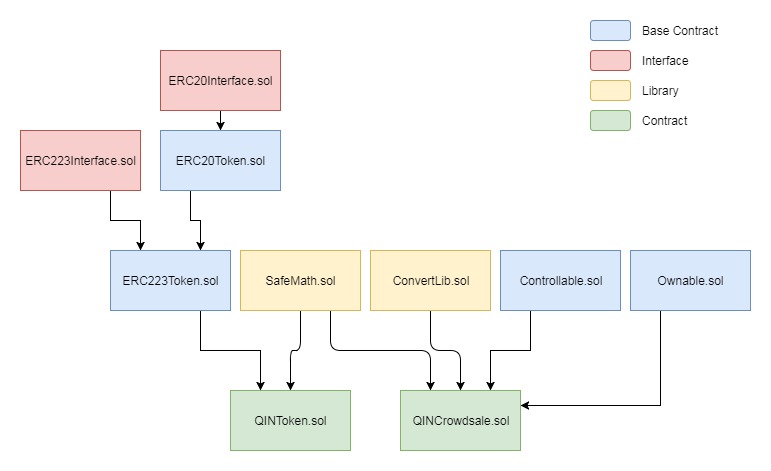 Base Contract
Interface
Library
Contract
ERC20Interface.sol
ERC223Interface.sol
ERC20Token.sol
ERC223Token.sol
SafeMath.sol
ConvertLib.sol
Controllable.sol
Ownable.sol
QINToken.sol
QINCrowdsale.sol